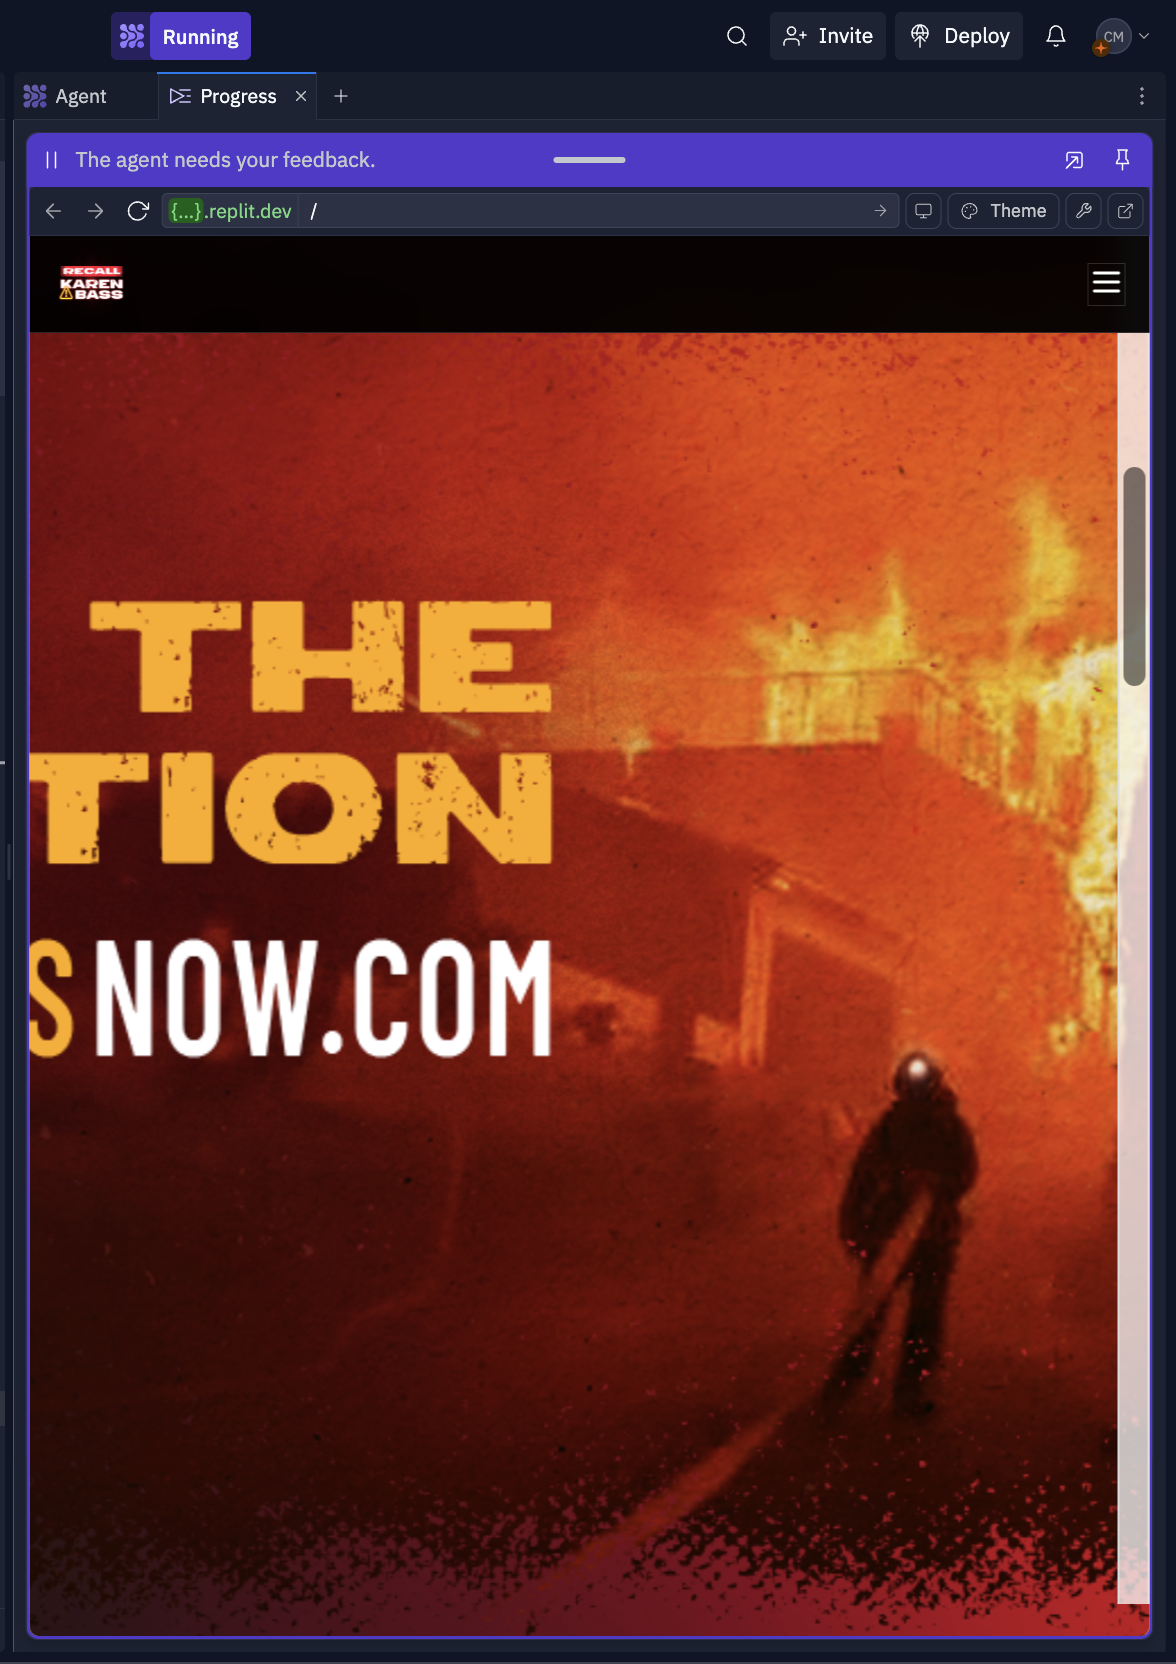 Running
Invite
Deploy
CM
Agent
Progress
The agent needs your feedback.
{...}.replit.dev
/
Theme
RECALL
KAREN
BASS
THE
TION
S NOW.COM